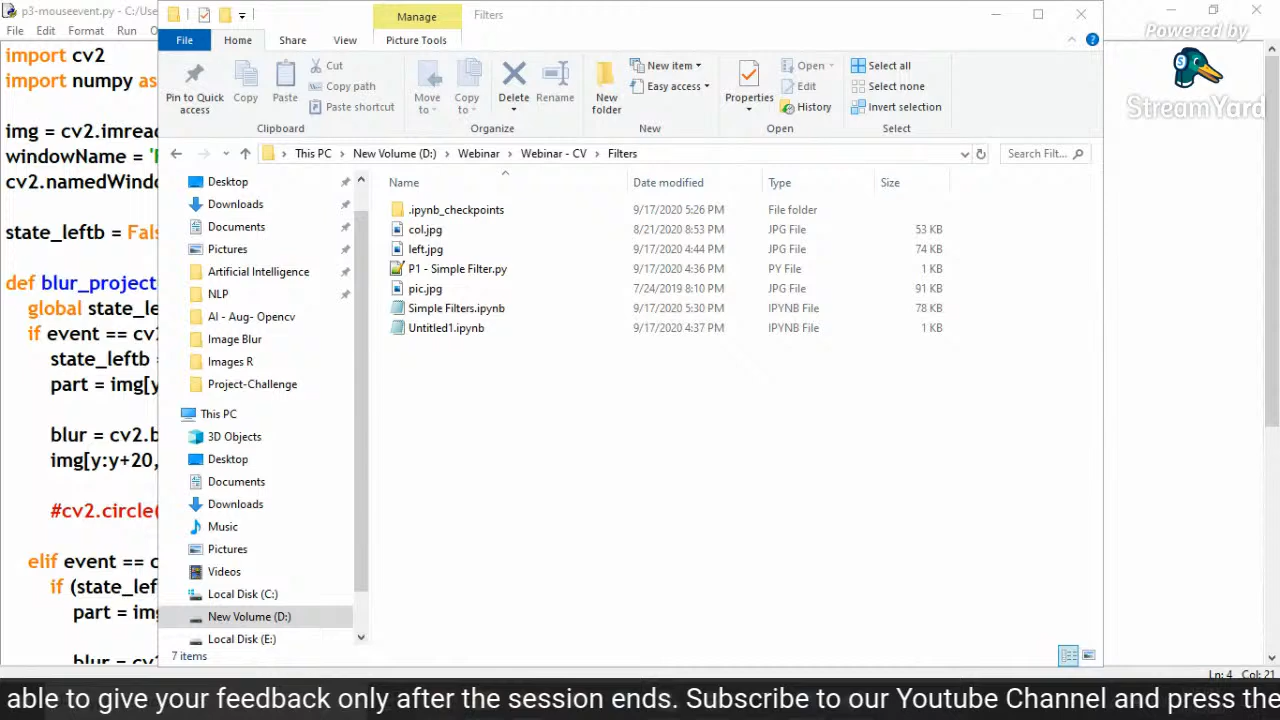 p3-mouseevent.py - C:/Use
Manage
Filters
File Edit Format Run O
File Home Share View Picture Tools
Powered by
StreamYard
Pin to Quick access
Copy
Paste
Cut
Copy path
Paste shortcut
Move to
Copy to
Delete
Rename
New folder
New item
Easy access
Properties
Open
Edit
History
Select all
Select none
Invert selection
Clipboard
Organize
New
Open
Select
This PC > New Volume (D:) > Webinar > Webinar - CV > Filters
Search Filt...
Name Date modified Type Size
.ipynb_checkpoints 9/17/2020 5:26 PM File folder
col.jpg 8/21/2020 8:53 PM JPG File 53 KB
left.jpg 9/17/2020 4:44 PM JPG File 74 KB
P1 - Simple Filter.py 9/17/2020 4:36 PM PY File 1 KB
pic.jpg 7/24/2019 8:10 PM JPG File 91 KB
Simple Filters.ipynb 9/17/2020 5:30 PM IPYNB File 78 KB
Untitled1.ipynb 9/17/2020 4:37 PM IPYNB File 1 KB
Desktop
Downloads
Documents
Pictures
Artificial Intelligence
NLP
AI - Aug- Opencv
Image Blur
Images R
Project-Challenge
This PC
3D Objects
Desktop
Documents
Downloads
Music
Pictures
Videos
Local Disk (C:)
New Volume (D:)
Local Disk (E:)
7 items
import cv2
import numpy as
img = cv2.imread
windowName = '
cv2.namedWindo
state_leftb = Fals
def blur_project
global state_le
if event == cv
state_leftb =
part = img[y
blur = cv2.b
img[y:y+20,
#cv2.circle(
elif event == c
if (state_lef
part = img
blur = cv2
Ln: 4 Col: 21
able to give your feedback only after the session ends. Subscribe to our Youtube Channel and press the